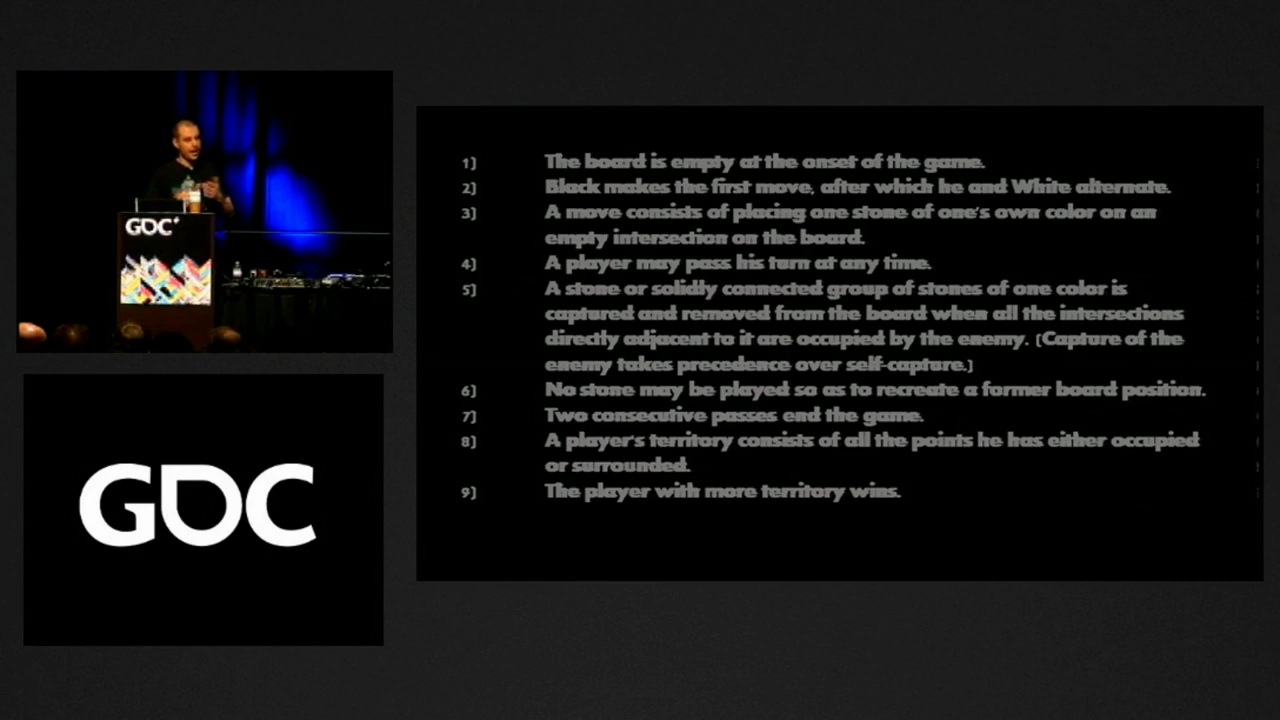 GDC
GDC
1) The board is empty at the onset of the game.
2) Black makes the first move, after which he and White alternate.
3) A move consists of placing one stone of one's own color on an
empty intersection on the board.
4) A player may pass his turn at any time.
5) A stone or solidly connected group of stones of one color is
captured and removed from the board when all the intersections
directly adjacent to it are occupied by the enemy. (Capture of the
enemy takes precedence over self-capture.)
6) No stone may be played so as to recreate a former board position.
7) Two consecutive passes end the game.
8) A player's territory consists of all the points he has either occupied
or surrounded.
9) The player with more territory wins.